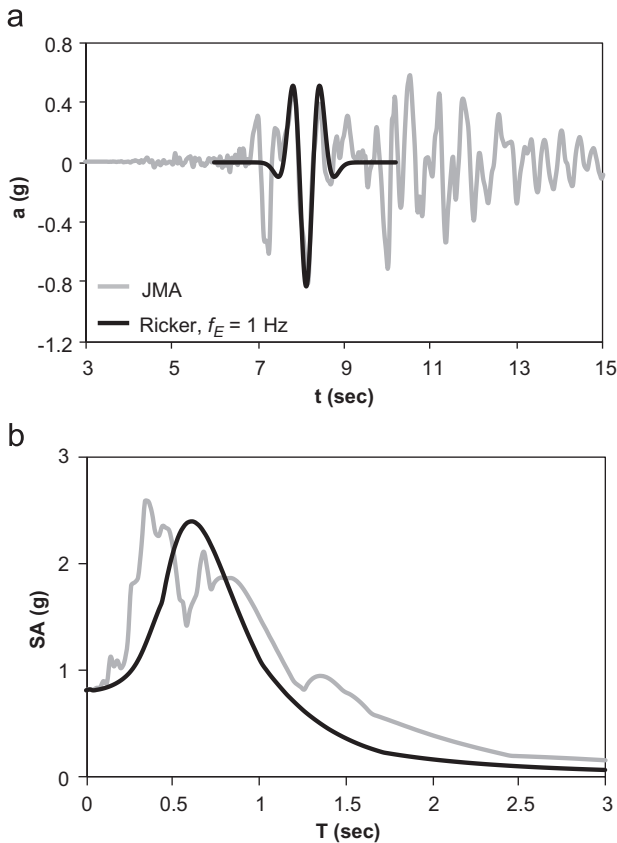 a
0.8
0.4
0
-0.4
-0.8
-1.2
a (g)
JMA
Ricker, fE = 1 Hz
3 5 7 9 11 13 15
t (sec)
b
3
2
1
0
SA (g)
0 0.5 1 1.5 2 2.5 3
T (sec)